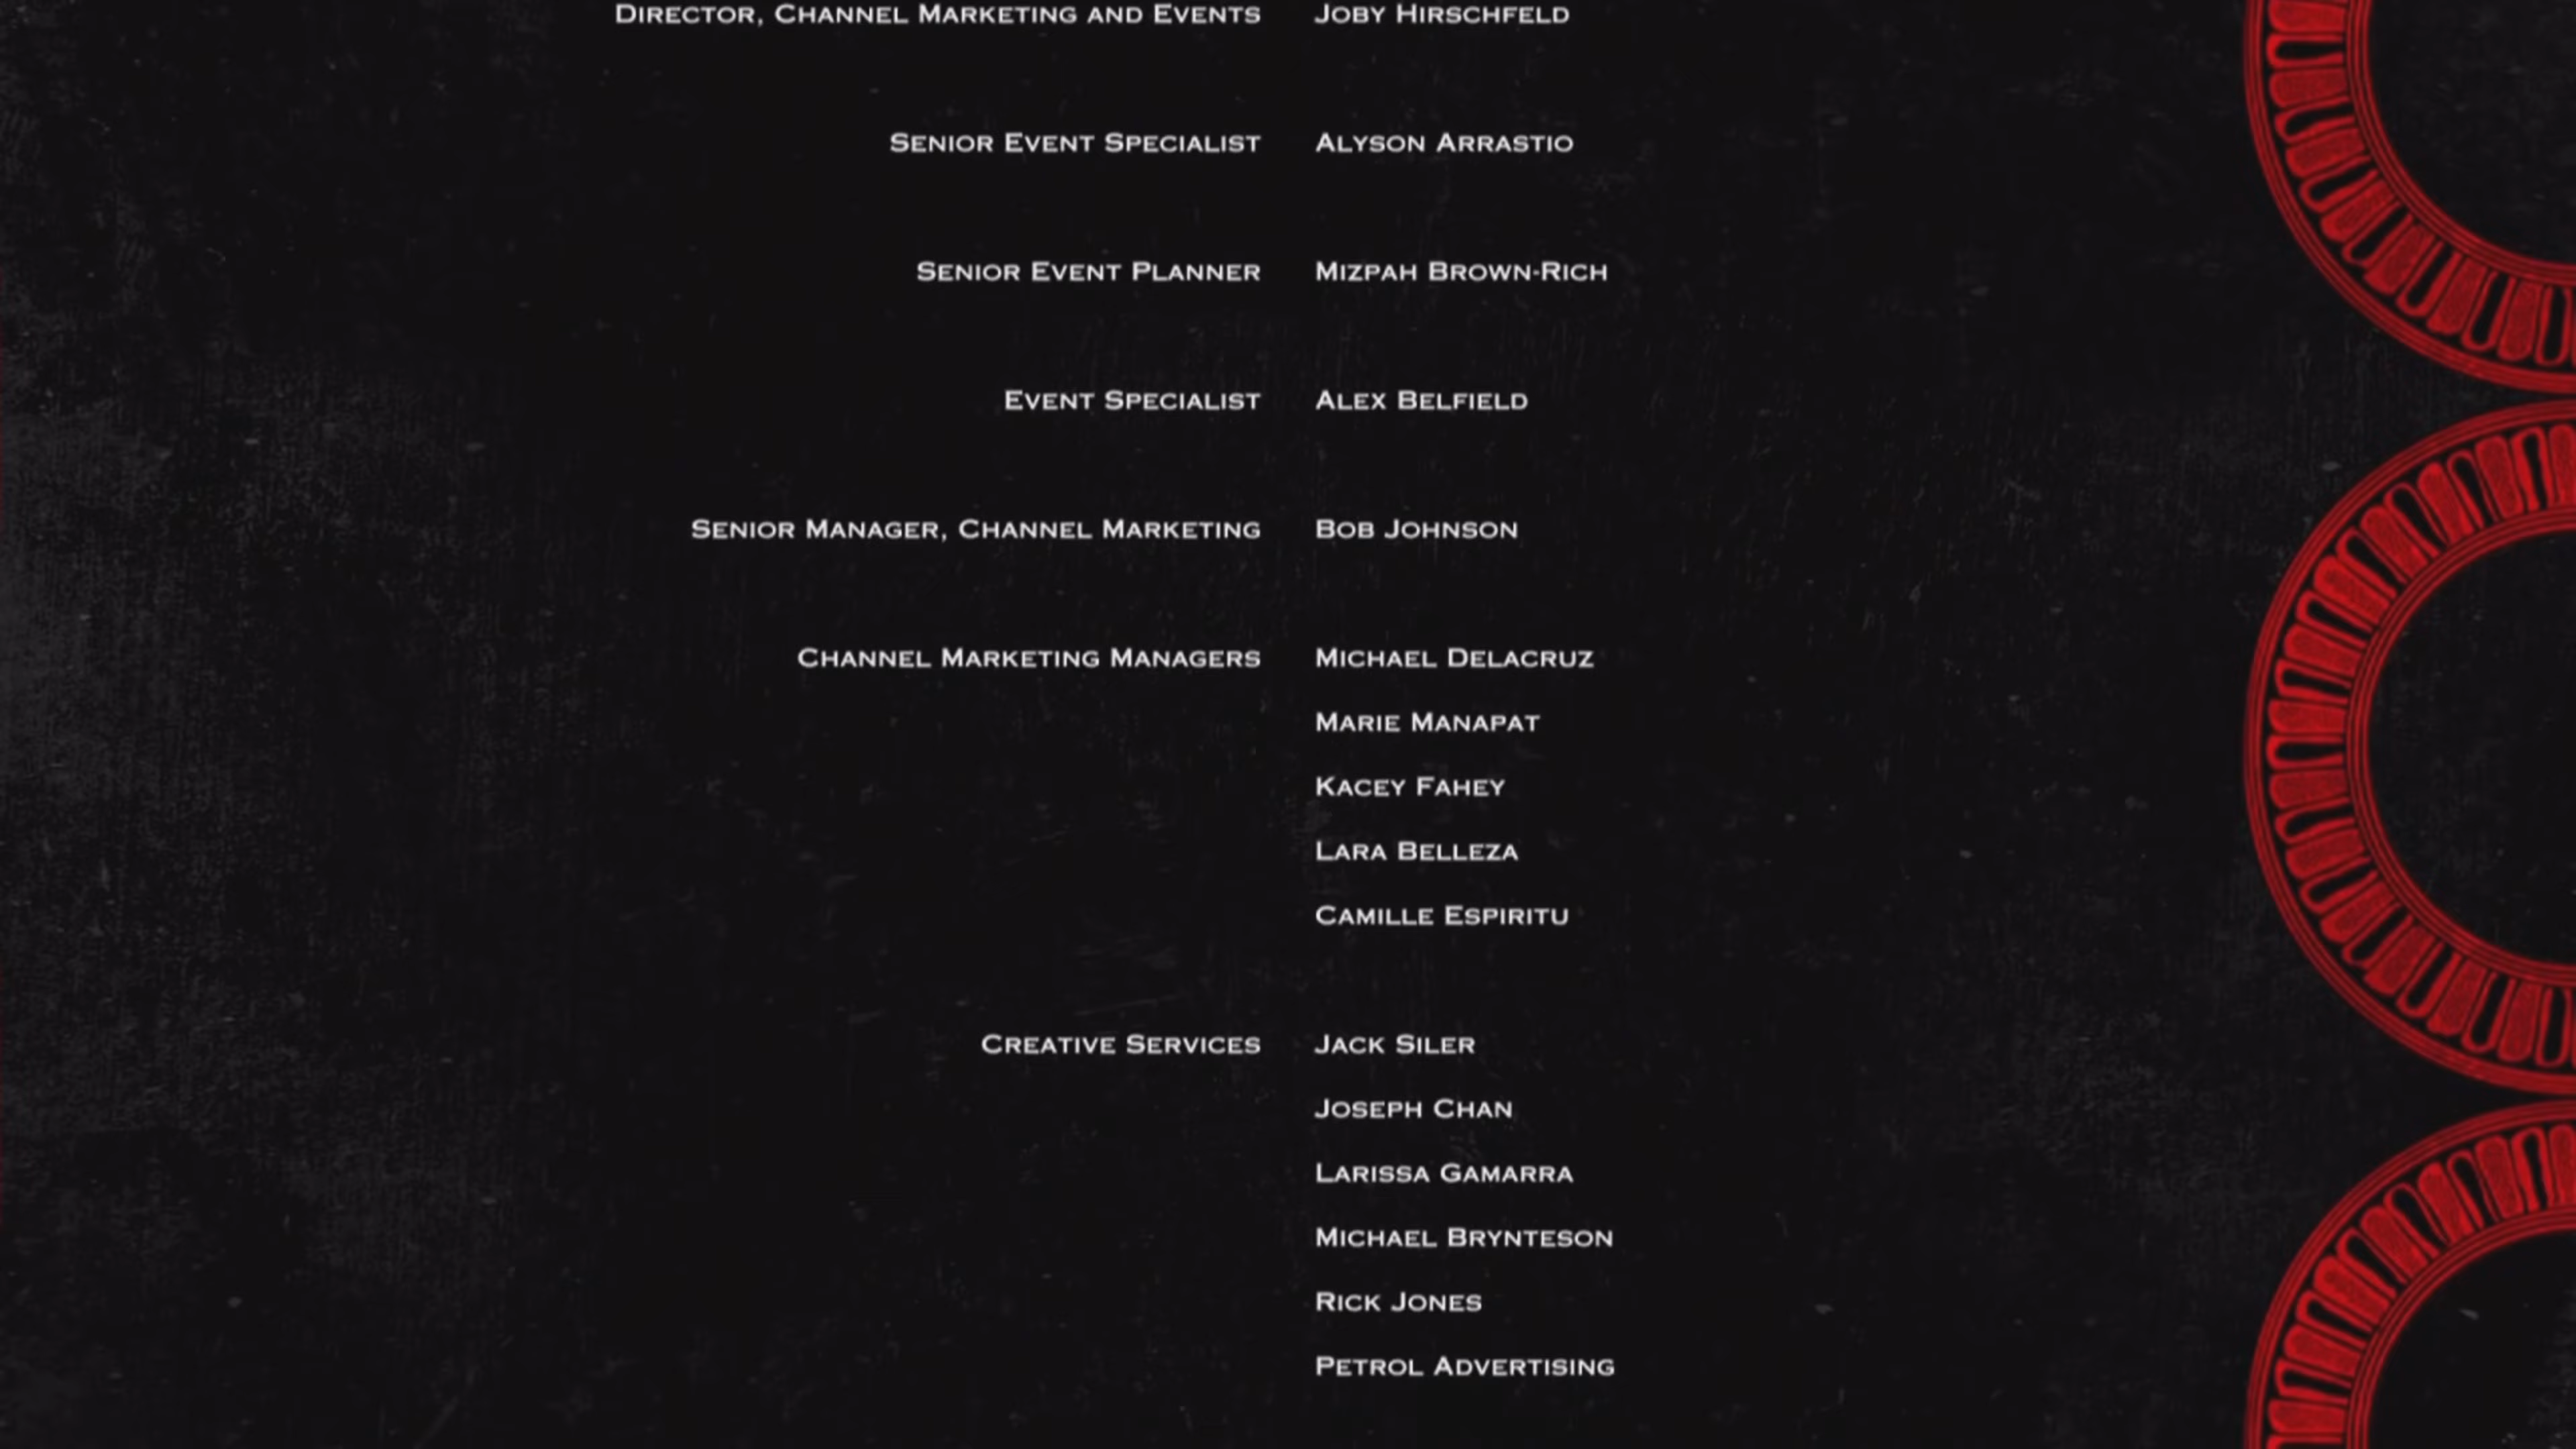 Director, Channel Marketing and Events Joby Hirschfeld
Senior Event Specialist Alyson Arrastio
Senior Event Planner Mizpah Brown-Rich
Event Specialist Alex Belfield
Senior Manager, Channel Marketing Bob Johnson
Channel Marketing Managers Michael Delacruz
Marie Manapat
Kacey Fahey
Lara Belleza
Camille Espiritu
Creative Services Jack Siler
Joseph Chan
Larissa Gamarra
Michael Brynteson
Rick Jones
Petrol Advertising